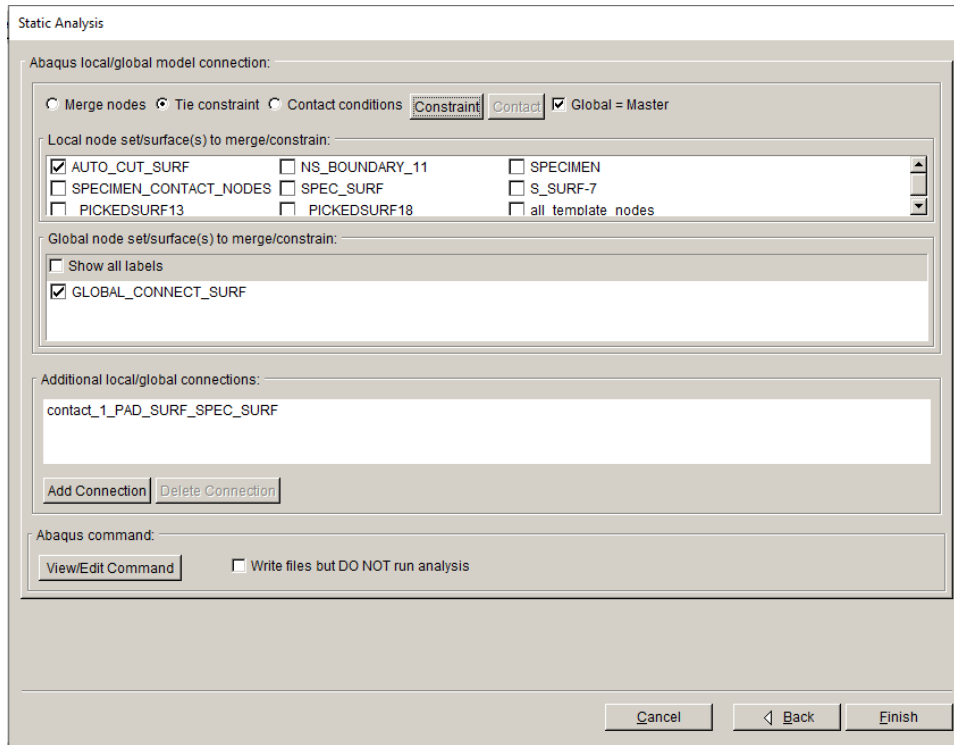 Static Analysis
Abaqus local/global model connection:
Merge nodes Tie constraint Contact conditions Constraint Contact Global = Master
Local node set/surface(s) to merge/constrain:
AUTO_CUT_SURF NS_BOUNDARY_11 SPECIMEN
SPECIMEN_CONTACT_NODES SPEC_SURF S_SURF-7
_PICKEDSURF13 _PICKEDSURF18 all_template_nodes
Global node set/surface(s) to merge/constrain:
Show all labels
GLOBAL_CONNECT_SURF
Additional local/global connections:
contact_1_PAD_SURF_SPEC_SURF
Add Connection Delete Connection
Abaqus command:
View/Edit Command Write files but DO NOT run analysis
Cancel Back Finish